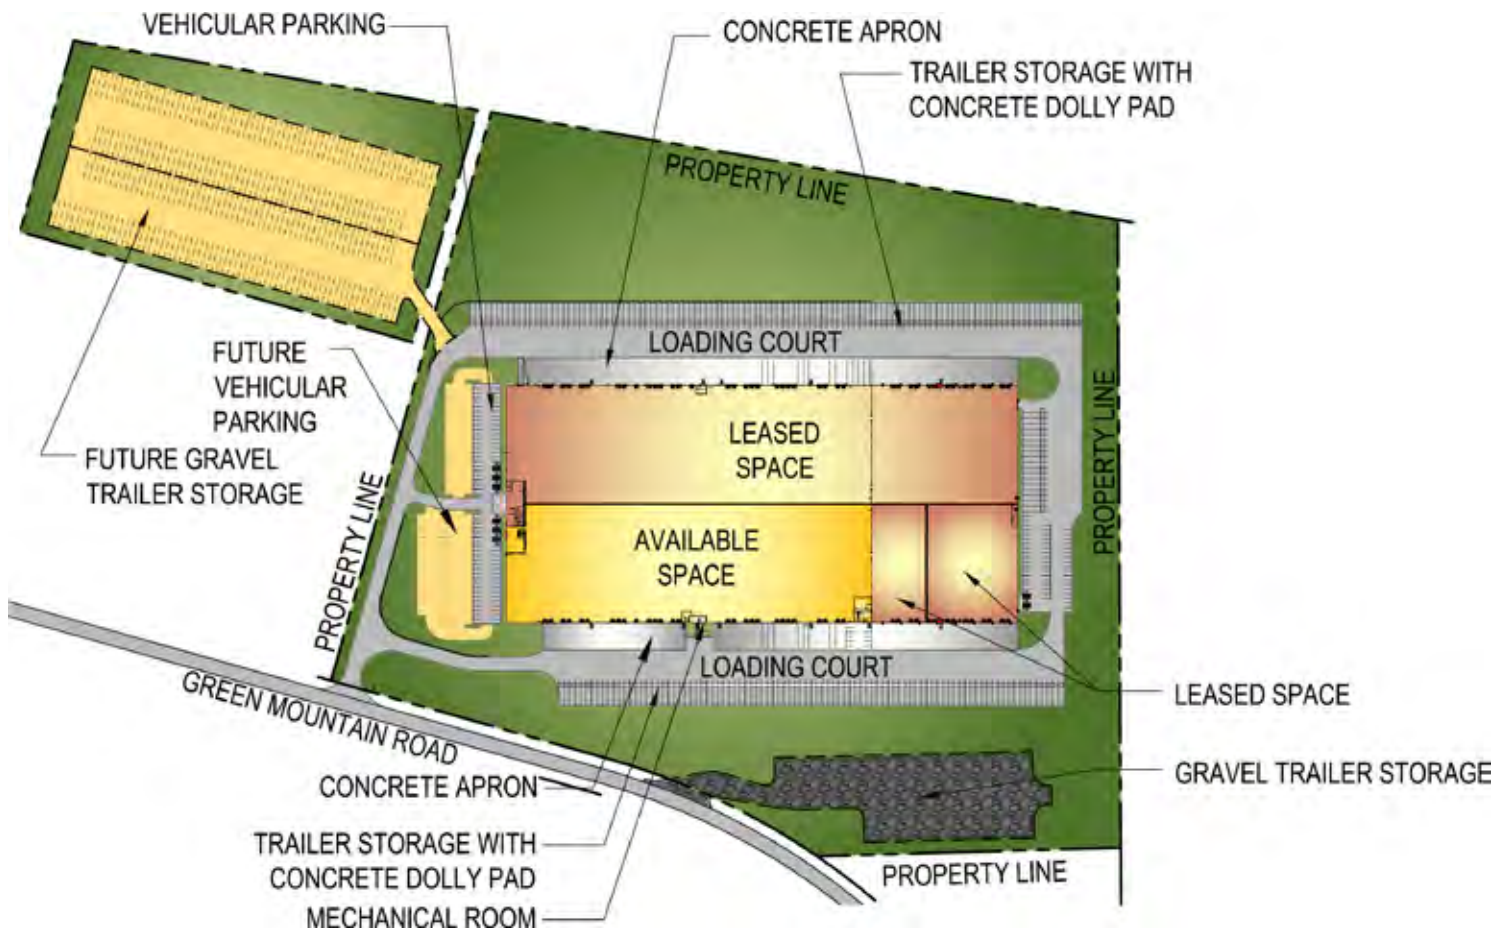 VEHICULAR PARKING
CONCRETE APRON
TRAILER STORAGE WITH
CONCRETE DOLLY PAD
PROPERTY LINE
LOADING COURT
FUTURE
VEHICULAR
PARKING
FUTURE GRAVEL
TRAILER STORAGE
LEASED
SPACE
PROPERTY LINE
AVAILABLE
SPACE
PROPERTY LINE
LOADING COURT
GREEN MOUNTAIN ROAD
LEASED SPACE
GRAVEL TRAILER STORAGE
CONCRETE APRON
TRAILER STORAGE WITH
CONCRETE DOLLY PAD
PROPERTY LINE
MECHANICAL ROOM